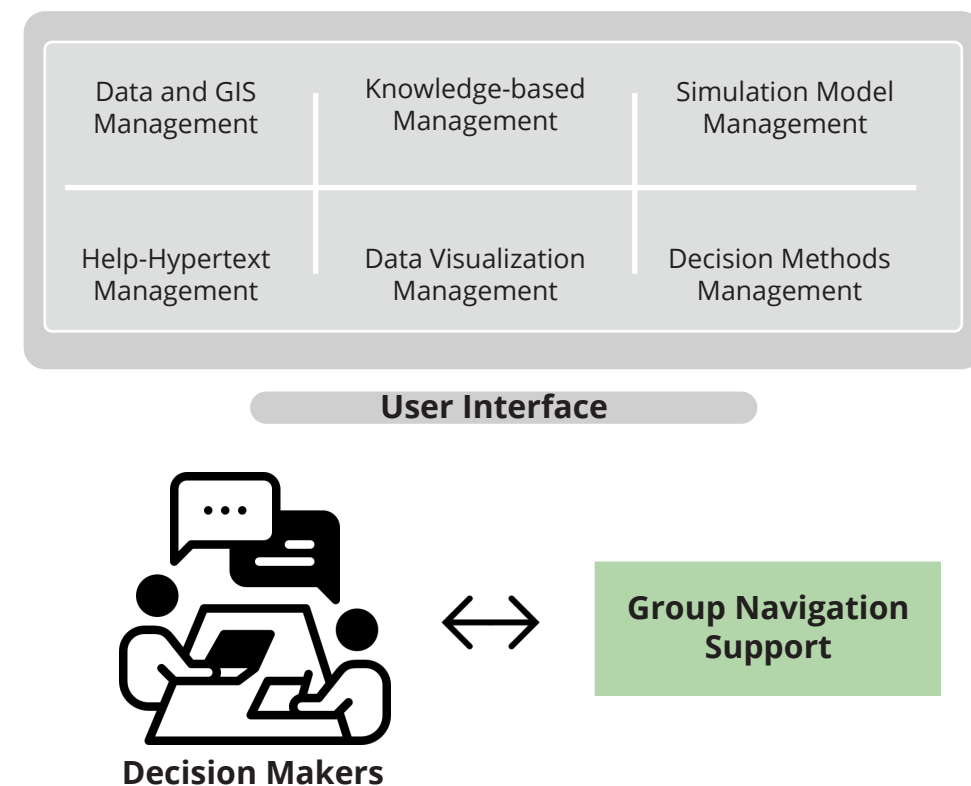 Data and GIS
Management
Knowledge-based
Management
Simulation Model
Management
Help-Hypertext
Management
Data Visualization
Management
Decision Methods
Management
User Interface
Group Navigation
Support
Decision Makers